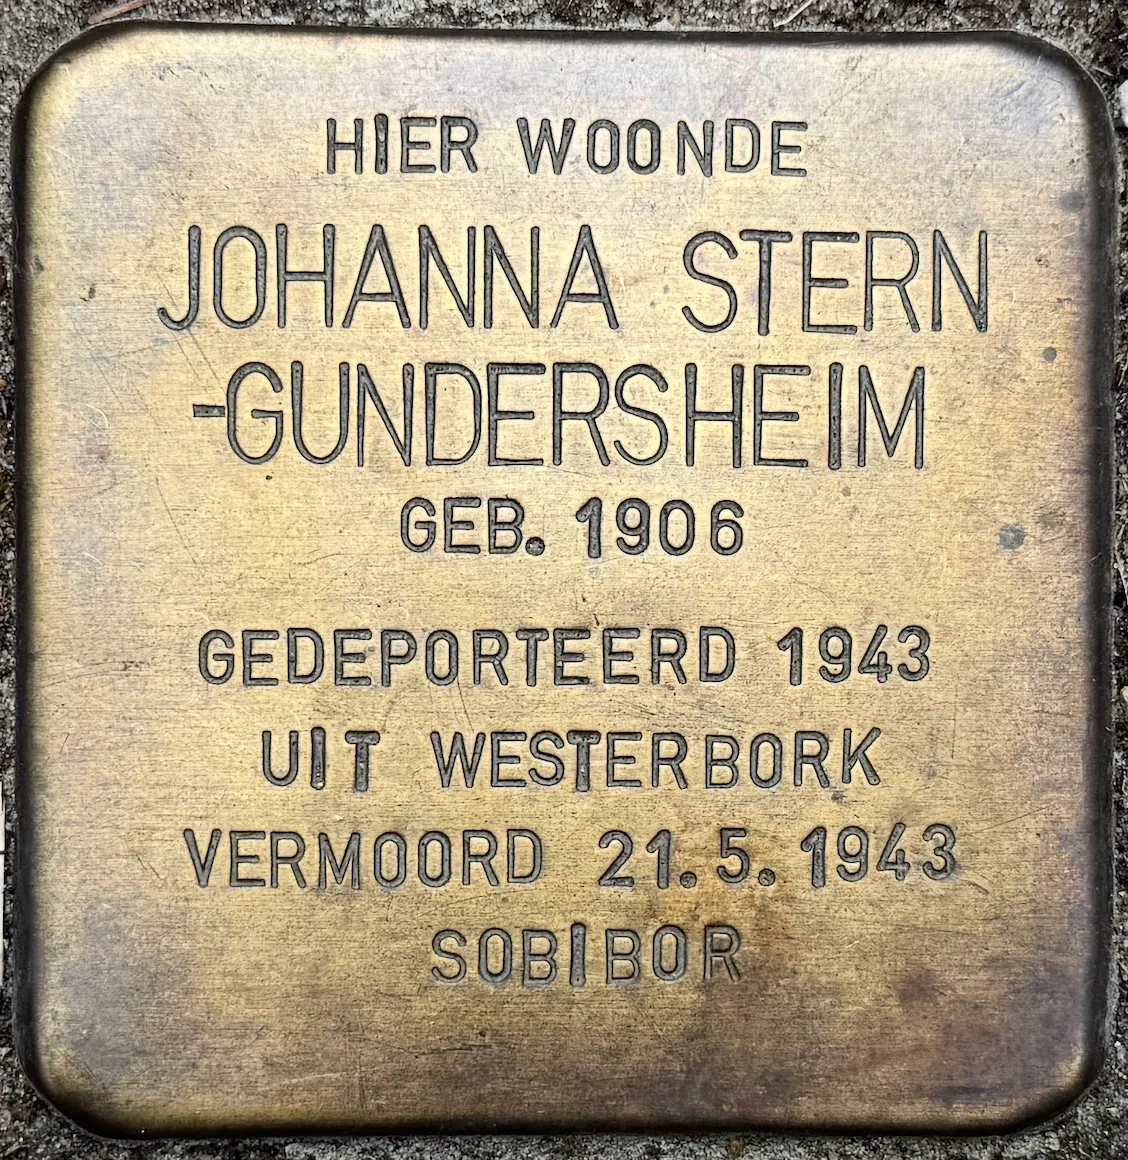 HIER WOONDE
JOHANNA STERN
-GUNDERSHEIM
GEB. 1906
GEDEPORTEERD 1943
UIT WESTERBORK
VERMOORD 21.5.1943
SOBIBOR